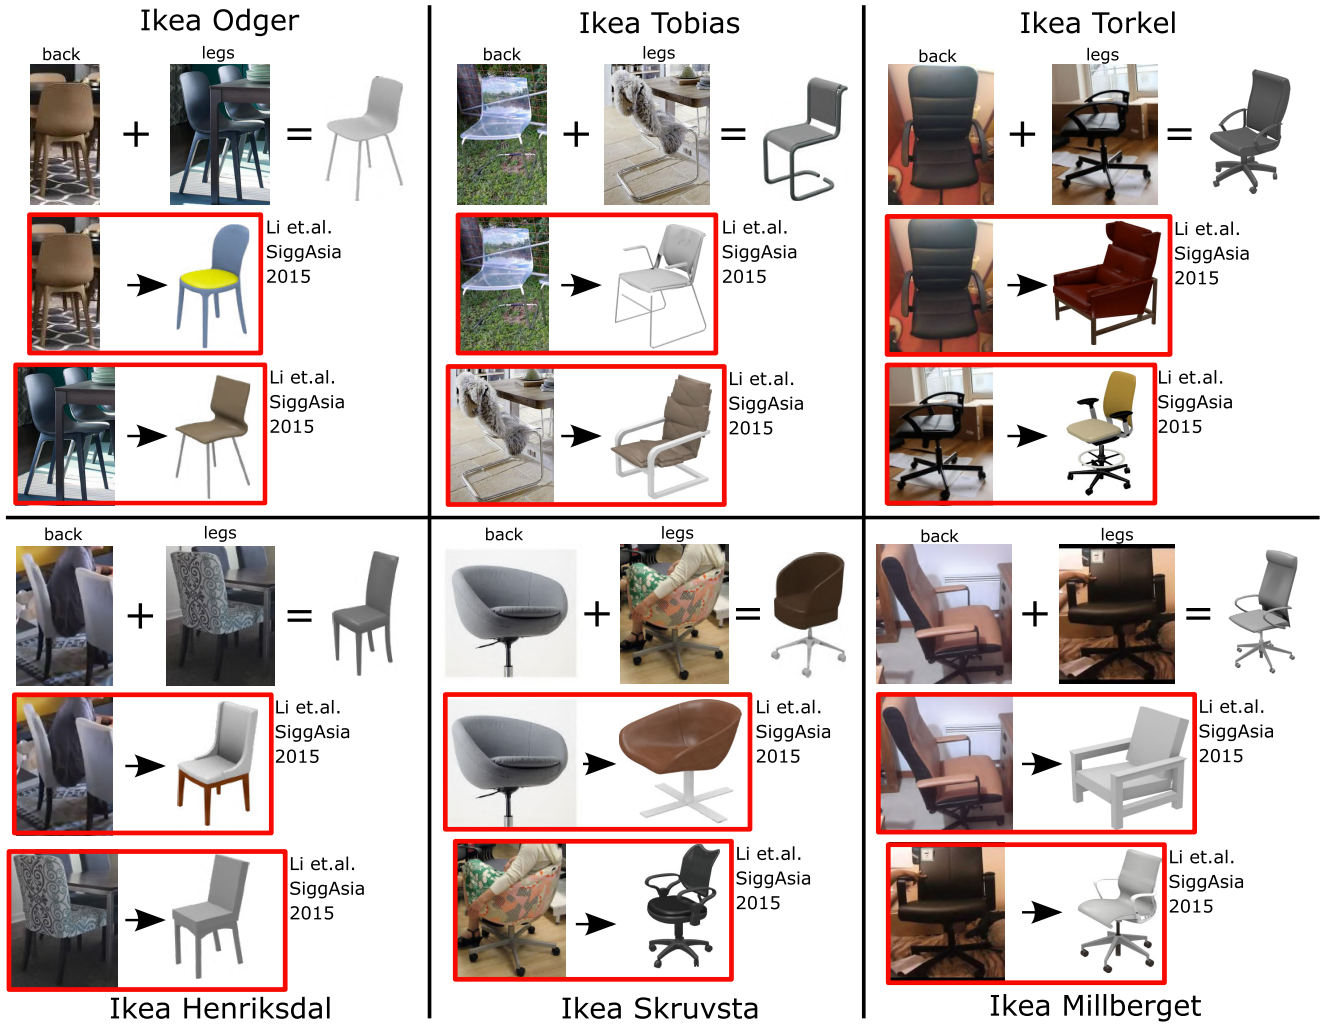 Ikea Odger
back
legs
+
=
Li et.al.
SiggAsia
2015
Li et.al.
SiggAsia
2015
Ikea Tobias
back
legs
+
=
Li et.al.
SiggAsia
2015
Li et.al.
SiggAsia
2015
Ikea Torkel
back
legs
+
=
Li et.al.
SiggAsia
2015
Li et.al.
SiggAsia
2015
back
legs
+
=
Li et.al.
SiggAsia
2015
Li et.al.
SiggAsia
2015
Ikea Henriksdal
back
legs
+
=
Li et.al.
SiggAsia
2015
Li et.al.
SiggAsia
2015
Ikea Skruvsta
back
legs
+
=
Li et.al.
SiggAsia
2015
Li et.al.
SiggAsia
2015
Ikea Millberget